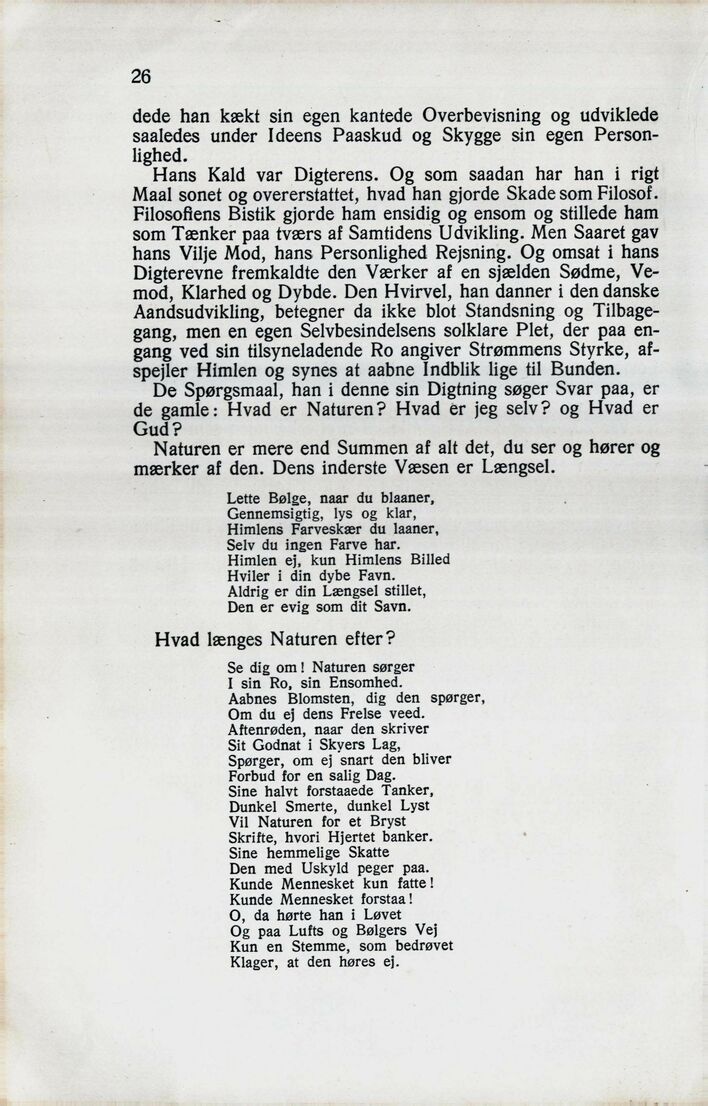 26
dede han kækt sin egen kantede Overbevisning og udviklede
saaledes under Ideens Paaskud og Skygge sin egen Person-
lighed.
Hans Kald var Digterens. Og som saadan har han i rigt
Maal sonet og overerstattet, hvad han gjorde Skade som Filosof.
Filosofiens Bistik gjorde ham ensidig og ensom og stillede ham
som Tænker paa tværs af Samtidens Udvikling. Men Saaret gav
hans Vilje Mod, hans Personlighed Rejsning. Og omsat i hans
Digterevne fremkaldte den Værker af en sjælden Sødme, Ve-
mod, Klarhed og Dybde. Den Hvirvel, han danner i den danske
Aandsudvikling, betegner da ikke blot Standsning og Tilbage-
gang, men en egen Selvbesindelsens solklare Plet, der paa en-
gang ved sin tilsyneladende Ro angiver Strømmens Styrke, af-
spejler Himlen og synes at aabne Indblik lige til Bunden.
De Spørgsmaal, han i denne sin Digtning søger Svar paa, er
de gamle: Hvad er Naturen? Hvad er jeg selv? og Hvad er
Gud?
Naturen er mere end Summen af alt det, du ser og hører og
mærker af den. Dens inderste Væsen er Længsel.
Lette Bølge, naar du blaaner,
Gennemsigtig, lys og klar,
Himlens Farveskær du laaner,
Selv du ingen Farve har.
Himlen ej, kun Himlens Billed
Hviler i din dybe Favn.
Aldrig er din Længsel stillet,
Den er evig som dit Savn.
Hvad længes Naturen efter?
Se dig om! Naturen sørger
I sin Ro, sin Ensomhed.
Aabnes Blomsten, dig den spørger,
Om du ej dens Frelse veed.
Aftenrøden, naar den skriver
Sit Godnat i Skyers Lag,
Spørger, om ej snart den bliver
Forbud for en salig Dag.
Sine halvt forstaaede Tanker,
Dunkel Smerte, dunkel Lyst
Vil Naturen for et Bryst
Skrifte, hvori Hjertet banker.
Sine hemmelige Skatte
Den med Uskyld peger paa.
Kunde Mennesket kun fatte!
Kunde Mennesket forstaa!
O, da hørte han i Løvet
Og paa Lufts og Bølgers Vej
Kun en Stemme, som bedrøvet
Klager, at den høres ej.